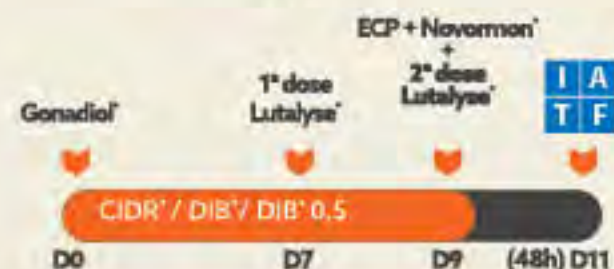 ECP + Novormon*
+
Gonadiol*
1ª dose
Lutalyse*
2ª dose
Lutalyse*
I A
T F
CIDR*/ DIB*/ DIB* 0.5
D0
D7
D9
(48h) D11